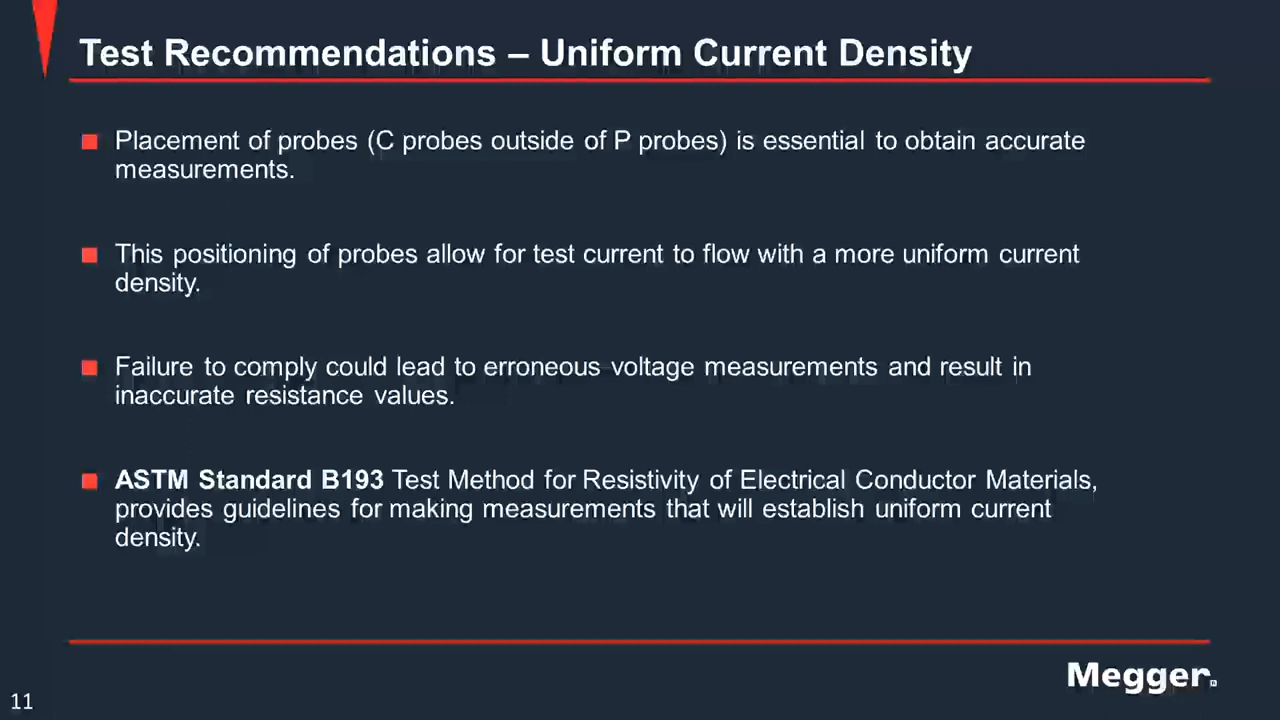 Test Recommendations – Uniform Current Density
Placement of probes (C probes outside of P probes) is essential to obtain accurate
measurements.
This positioning of probes allow for test current to flow with a more uniform current
density.
Failure to comply could lead to erroneous voltage measurements and result in
inaccurate resistance values.
ASTM Standard B193 Test Method for Resistivity of Electrical Conductor Materials,
provides guidelines for making measurements that will establish uniform current
density.
Megger
11